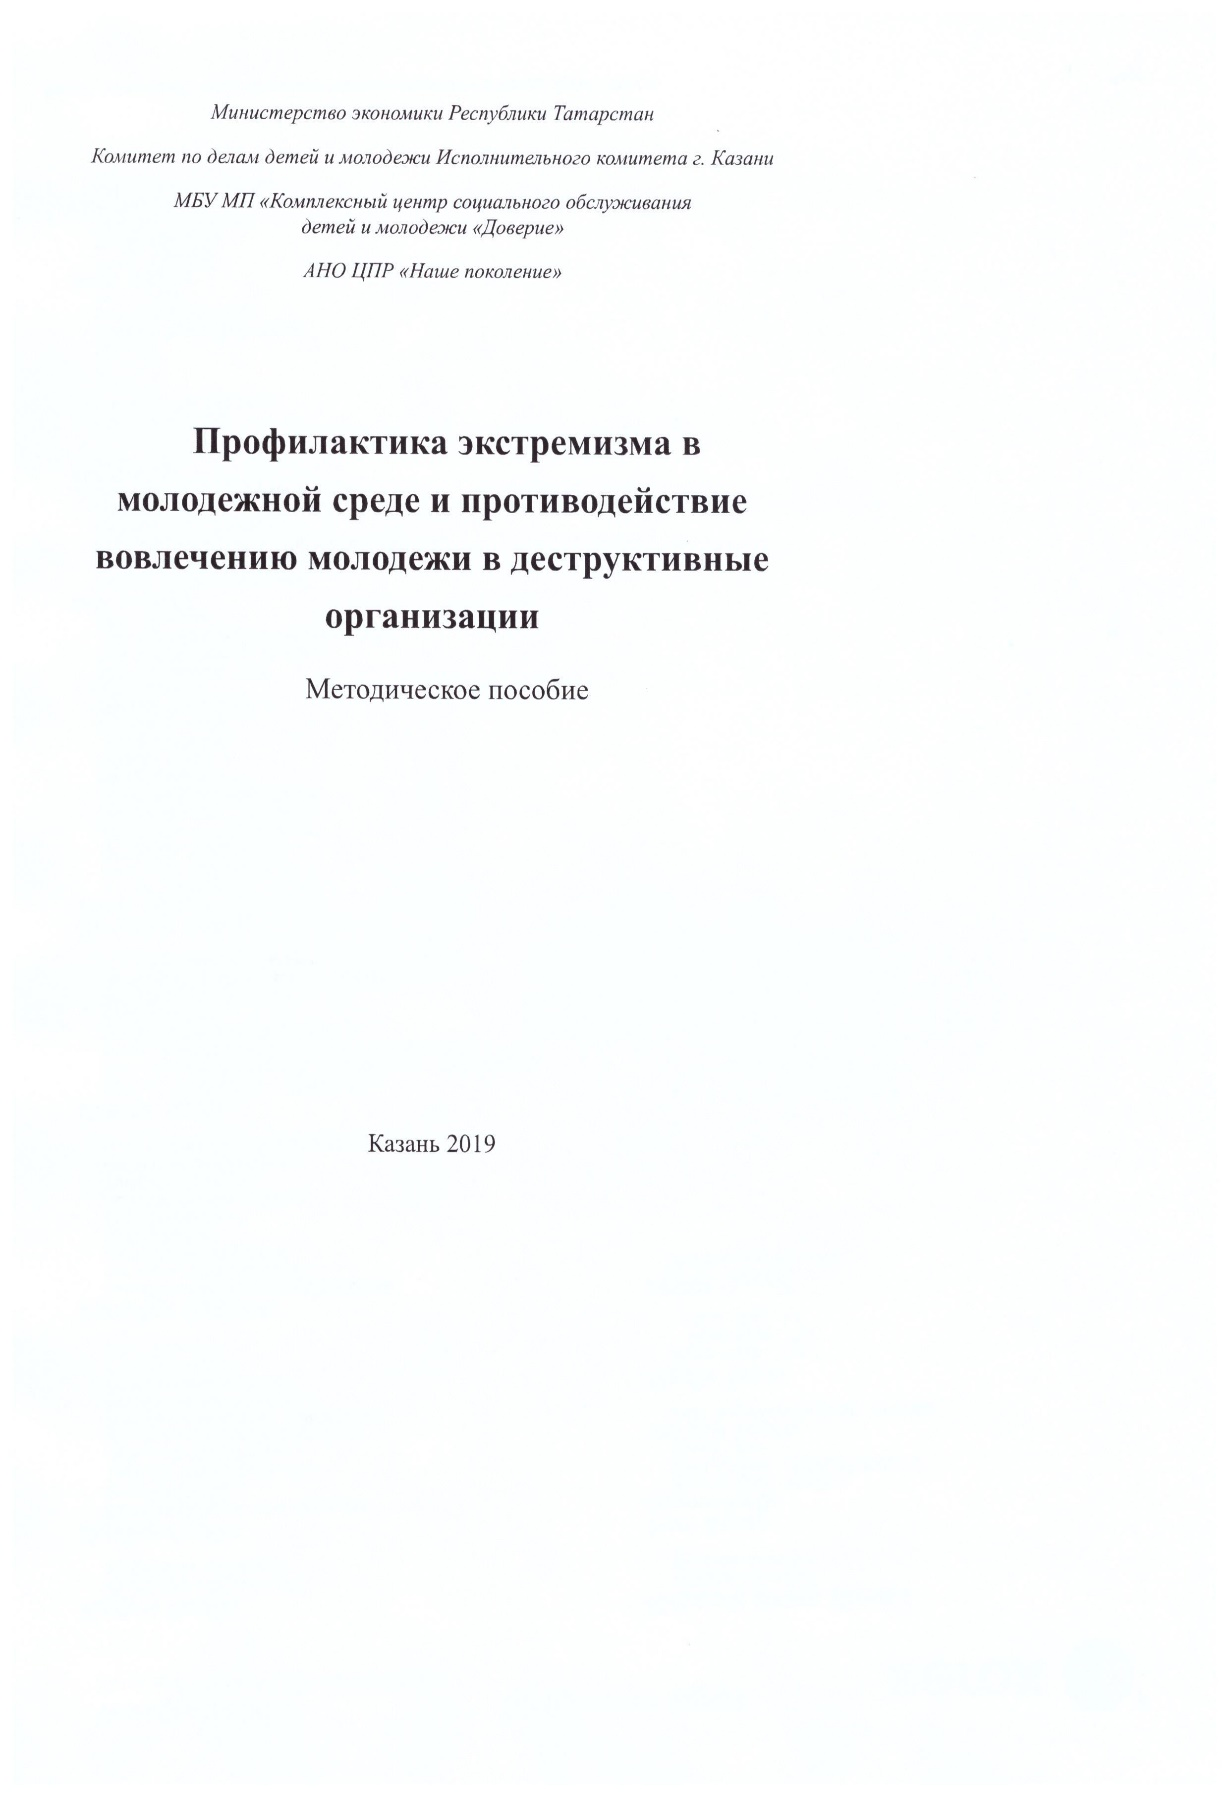 Министерство экономики Республики Татарстан
Комитет по делам детей и молодежи Исполнительного комитета г. Казани
МБУ МП «Комплексный центр социального обслуживания
детей и молодежи «Доверие»
АНО ЦПР «Наше поколение»
Профилактика экстремизма в
молодежной среде и противодействие
вовлечению молодежи в деструктивные
организации
Методическое пособие
Казань 2019